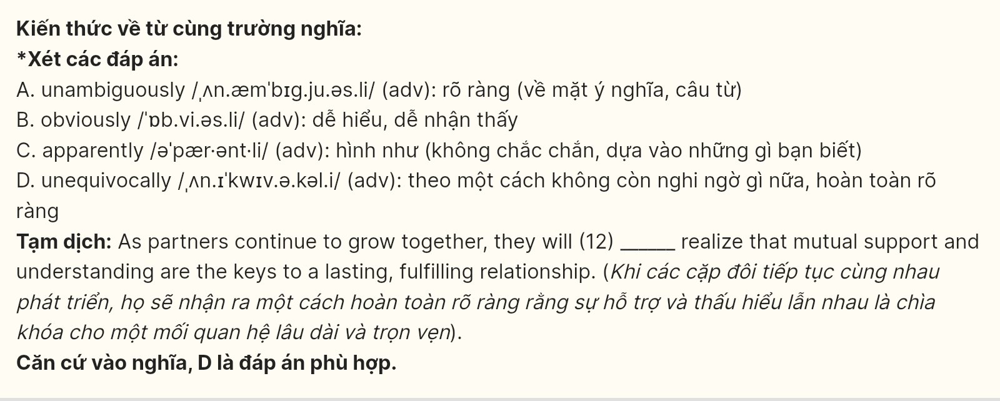 Kiến thức về từ cùng trường nghĩa:
*Xét các đáp án:
A. unambiguously /ˌʌn.æmˈbɪɡ.ju.əs.li/ (adv): rõ ràng (về mặt ý nghĩa, câu từ)
B. obviously /ˈɒb.vi.əs.li/ (adv): dễ hiểu, dễ nhận thấy
C. apparently /əˈpær·ənt·li/ (adv): hình như (không chắc chắn, dựa vào những gì bạn biết)
D. unequivocally /ˌʌn.ɪˈkwɪv.ə.kəl.i/ (adv): theo một cách không còn nghi ngờ gì nữa, hoàn toàn rõ
ràng
Tạm dịch: As partners continue to grow together, they will (12) ______ realize that mutual support and
understanding are the keys to a lasting, fulfilling relationship. (Khi các cặp đôi tiếp tục cùng nhau
phát triển, họ sẽ nhận ra một cách hoàn toàn rõ ràng rằng sự hỗ trợ và thấu hiểu lẫn nhau là chìa
khóa cho một mối quan hệ lâu dài và trọn vẹn).
Căn cứ vào nghĩa, D là đáp án phù hợp.